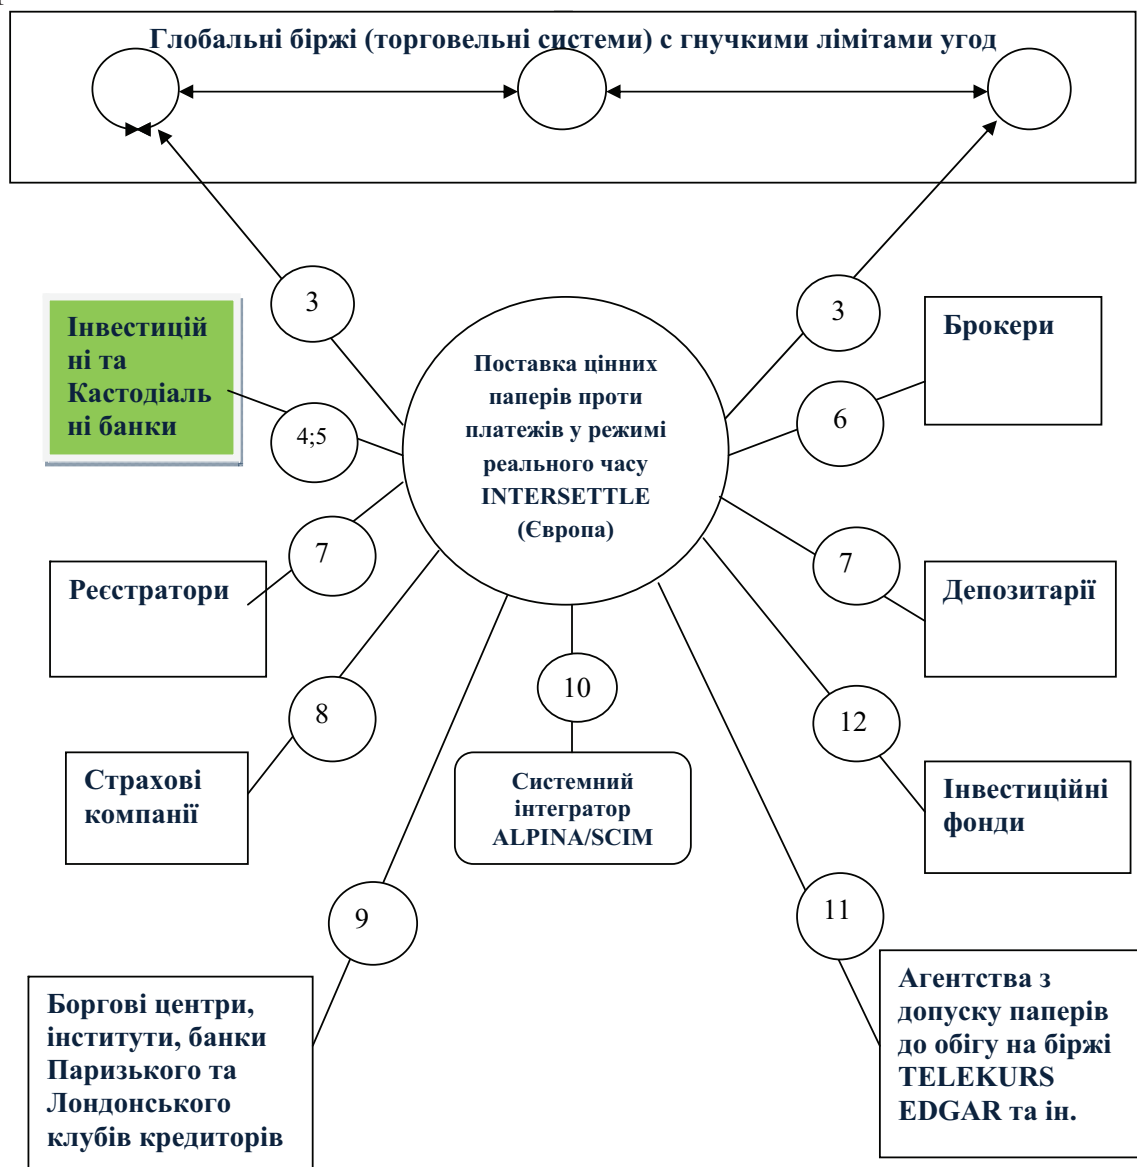 Глобальні біржі (торговельні системи) с гнучкими лімітами угод
3
3
Інвестицій
ні та
Кастодіаль
ні банки
Брокери
Поставка цінних
паперів проти
платежів у режимі
реального часу
INTERSETTLE
(Європа)
4;5
6
7
7
Реєстратори
Депозитарії
8
10
12
Страхові
компанії
Системний
інтегратор
ALPINA/SCIM
Інвестиційні
фонди
9
11
Боргові центри,
інститути, банки
Паризького та
Лондонського
клубів кредиторів
Агентства з
допуску паперів
до обігу на біржі
TELEKURS
EDGAR та ін.